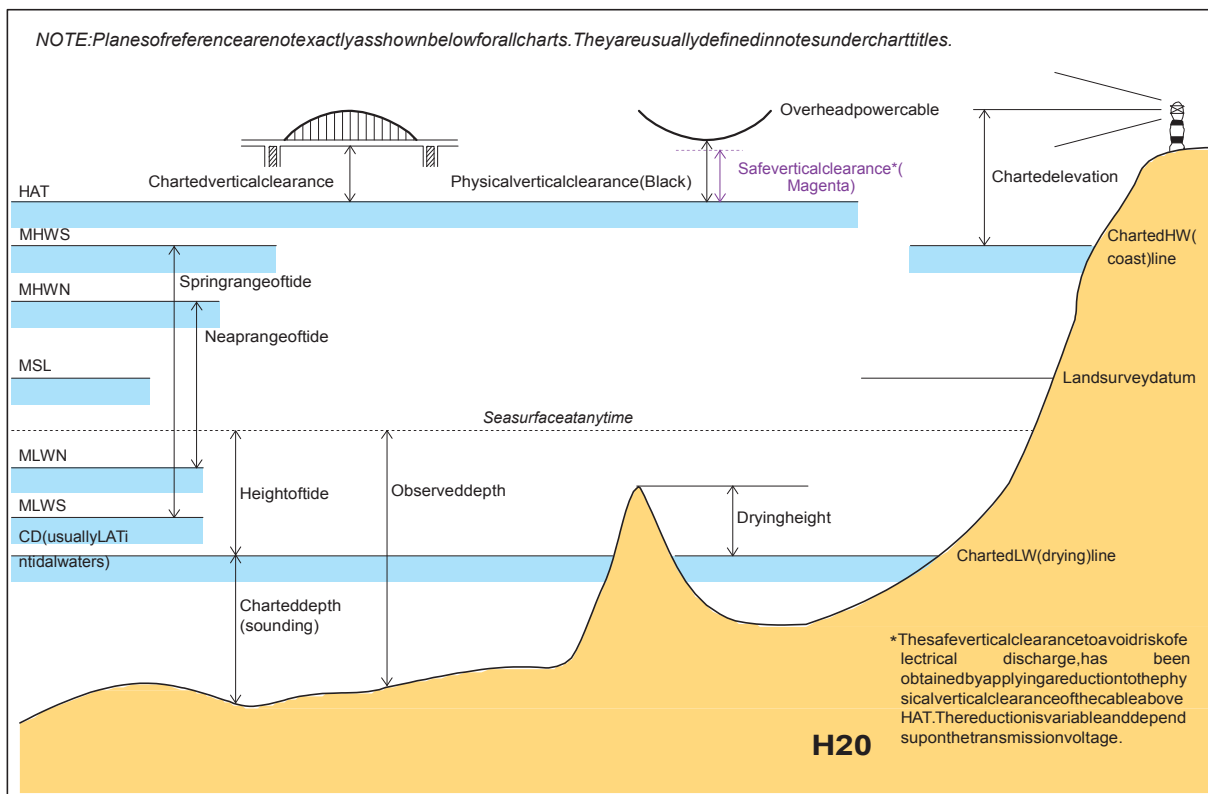 NOTE:Planesofreferencearenotexactlyasshownbelowforallcharts.Theyareusuallydefinedinnotesundercharttitles.
Overheadpowercable
Chartedverticalclearance
Physicalverticalclearance(Black)
Safeverticalclearance*(
Magenta)
Chartedelevation
HAT
MHWS
ChartedHW(
coast)line
Springrangeoftide
MHWN
Neaprangeoftide
MSL
Landsurveydatum
Seasurfaceatanytime
MLWN
Heightoftide
Observeddepth
MLWS
Dryingheight
CD(usuallyLATi
ntidalwaters)
ChartedLW(drying)line
Charteddepth
(sounding)
*Thesafeverticalclearancetoavoidriskofe
lectrical discharge,has been
obtainedbyapplyingareductiontothephy
sicalverticalclearanceofthecableabove
HAT.Thereductionisvariableanddepend
suponthetransmissionvoltage.
H20